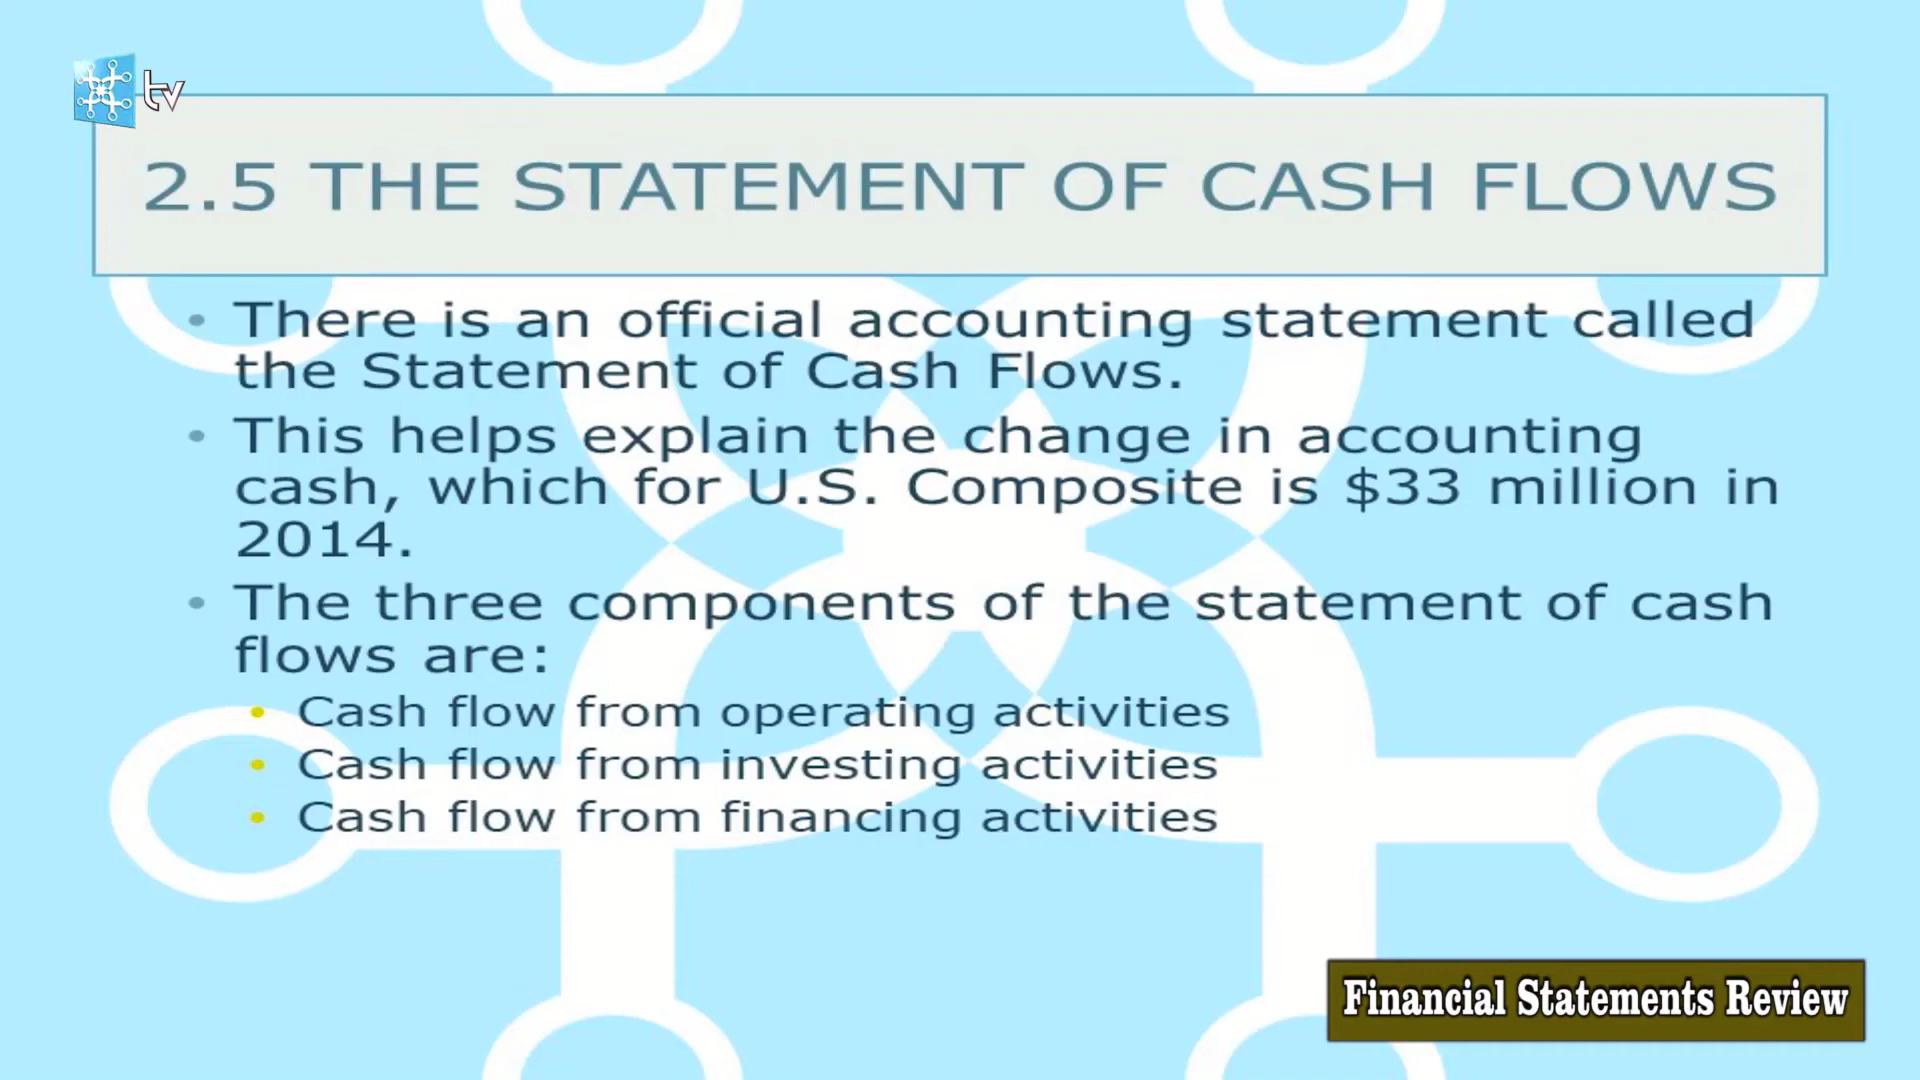 tv
2.5 THE STATEMENT OF CASH FLOWS
• There is an official accounting statement called
the Statement of Cash Flows.
• This helps explain the change in accounting
cash, which for U.S. Composite is $33 million in
2014.
• The three components of the statement of cash
flows are:
• Cash flow from operating activities
• Cash flow from investing activities
• Cash flow from financing activities
Financial Statements Review